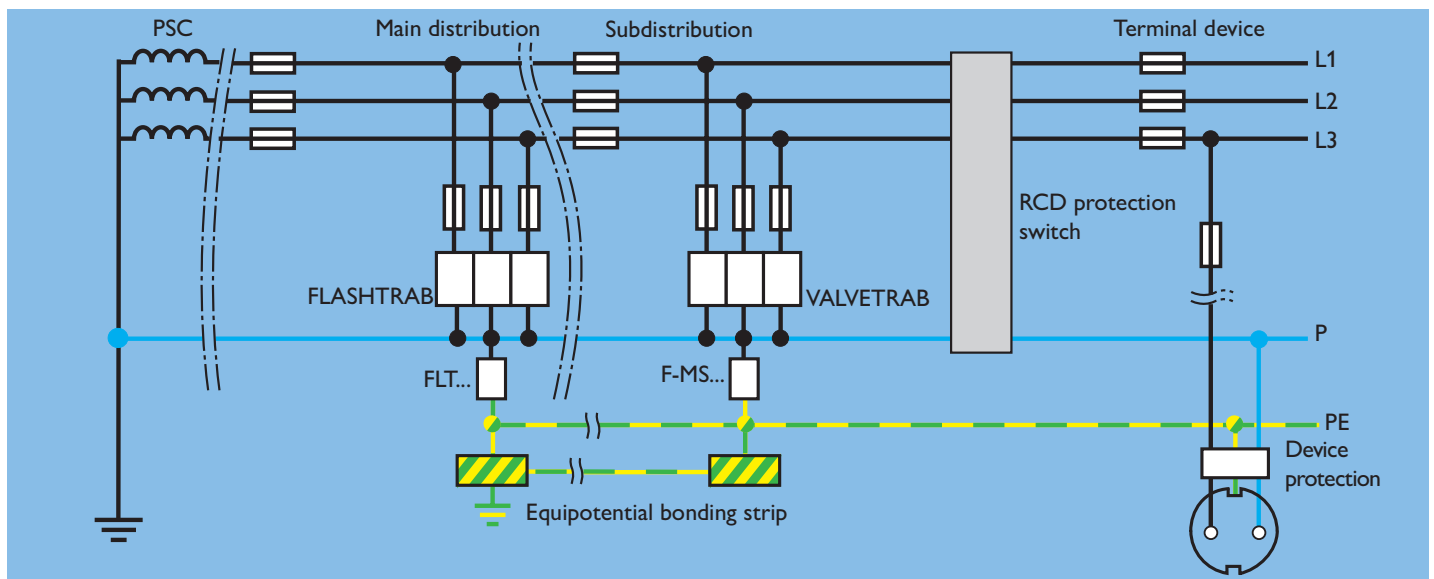 PSC
Main distribution
Subdistribution
Terminal device
L1
L2
L3
RCD protection
switch
FLASHTRAB
VALVETRAB
P
FLT...
F-MS...
PE
Device
protection
Equipotential bonding strip